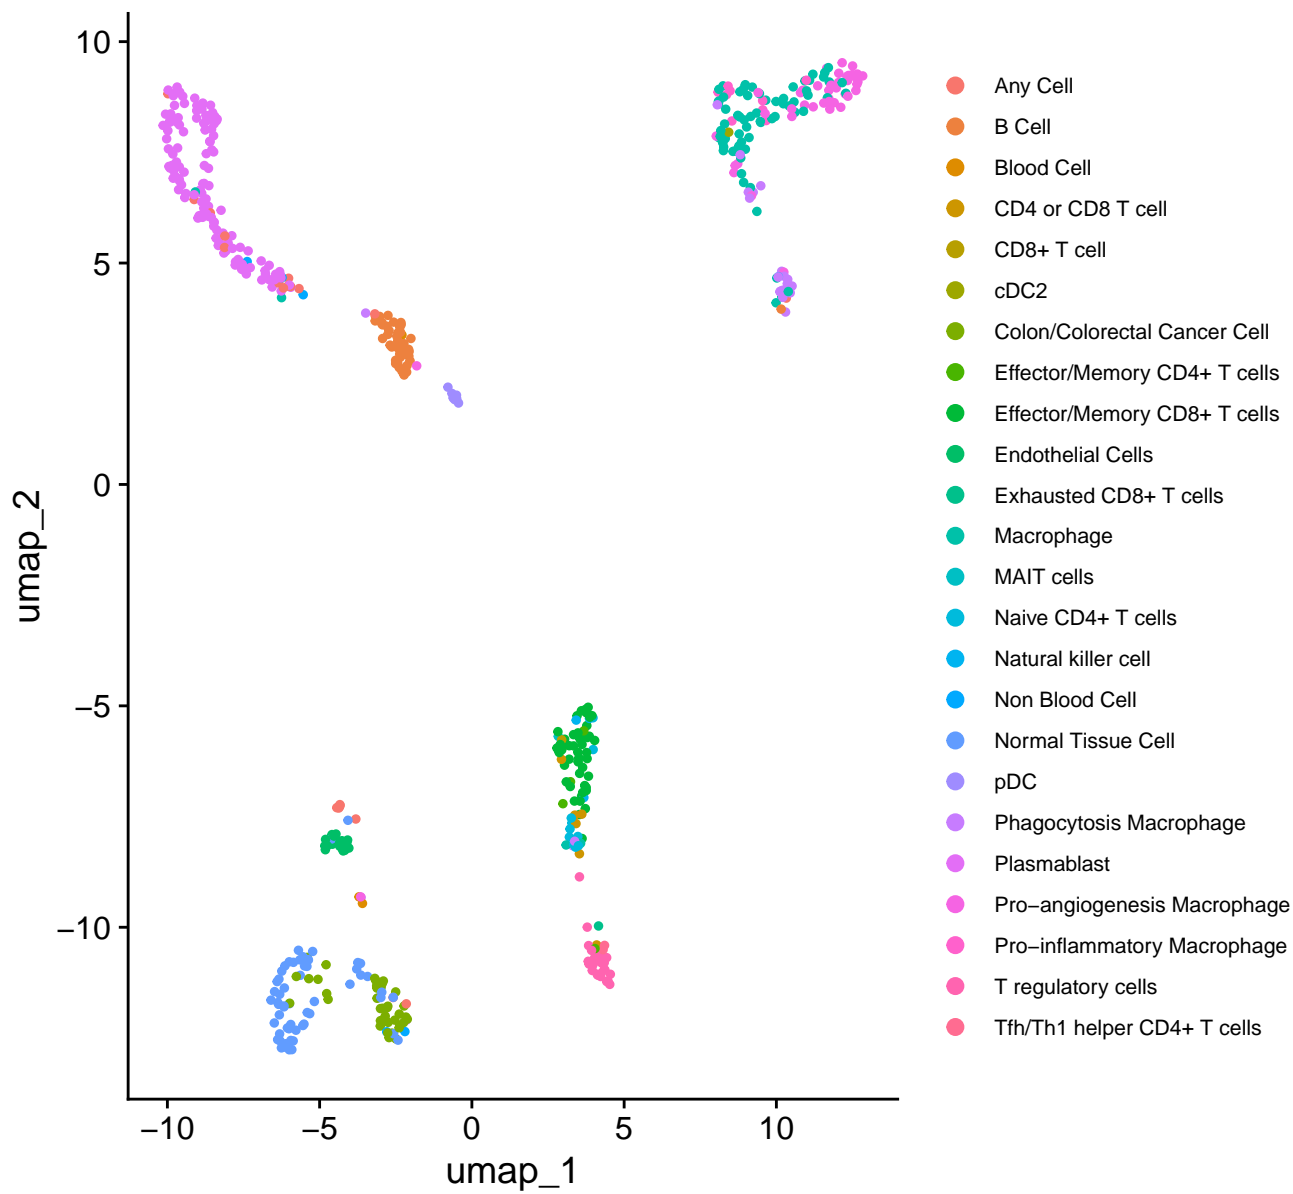 10
5
0
−5
−10
−10
−5
0
5
10
umap_1
umap_2
Any Cell
B Cell
Blood Cell
CD4 or CD8 T cell
CD8+ T cell
cDC2
Colon/Colorectal Cancer Cell
Effector/Memory CD4+ T cells
Effector/Memory CD8+ T cells
Endothelial Cells
Exhausted CD8+ T cells
Macrophage
MAIT cells
Naive CD4+ T cells
Natural killer cell
Non Blood Cell
Normal Tissue Cell
pDC
Phagocytosis Macrophage
Plasmablast
Pro−angiogenesis Macrophage
Pro−inflammatory Macrophage
T regulatory cells
Tfh/Th1 helper CD4+ T cells